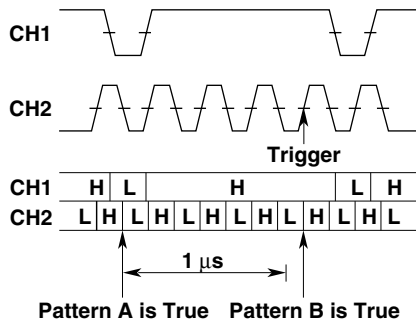 CH1
CH2
Trigger
CH1 H L H L H
CH2 L H L H L H L H L H L H L
1 μs
Pattern A is True Pattern B is True